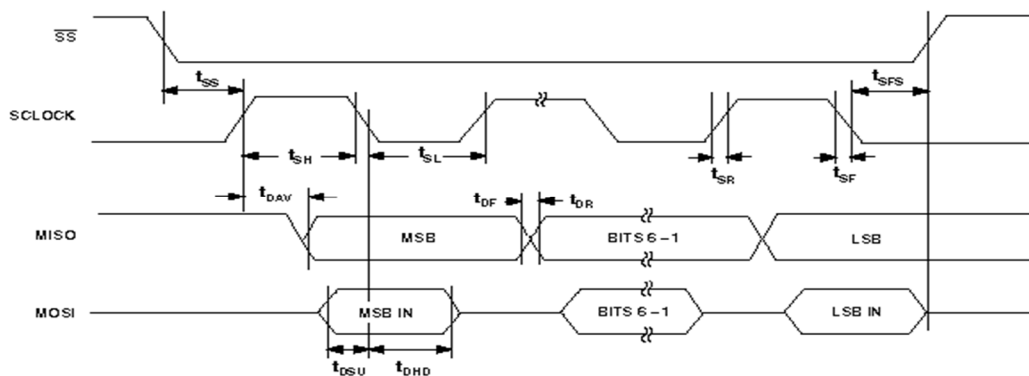 SS
tSS
tSFS
SCLOCK
tSH
tSL
tSR
tSF
tDAV
tDF
tDR
MISO
MSB
BITS 6–1
LSB
MOSI
MSB IN
BITS 6–1
LSB IN
tDSU
tDHD